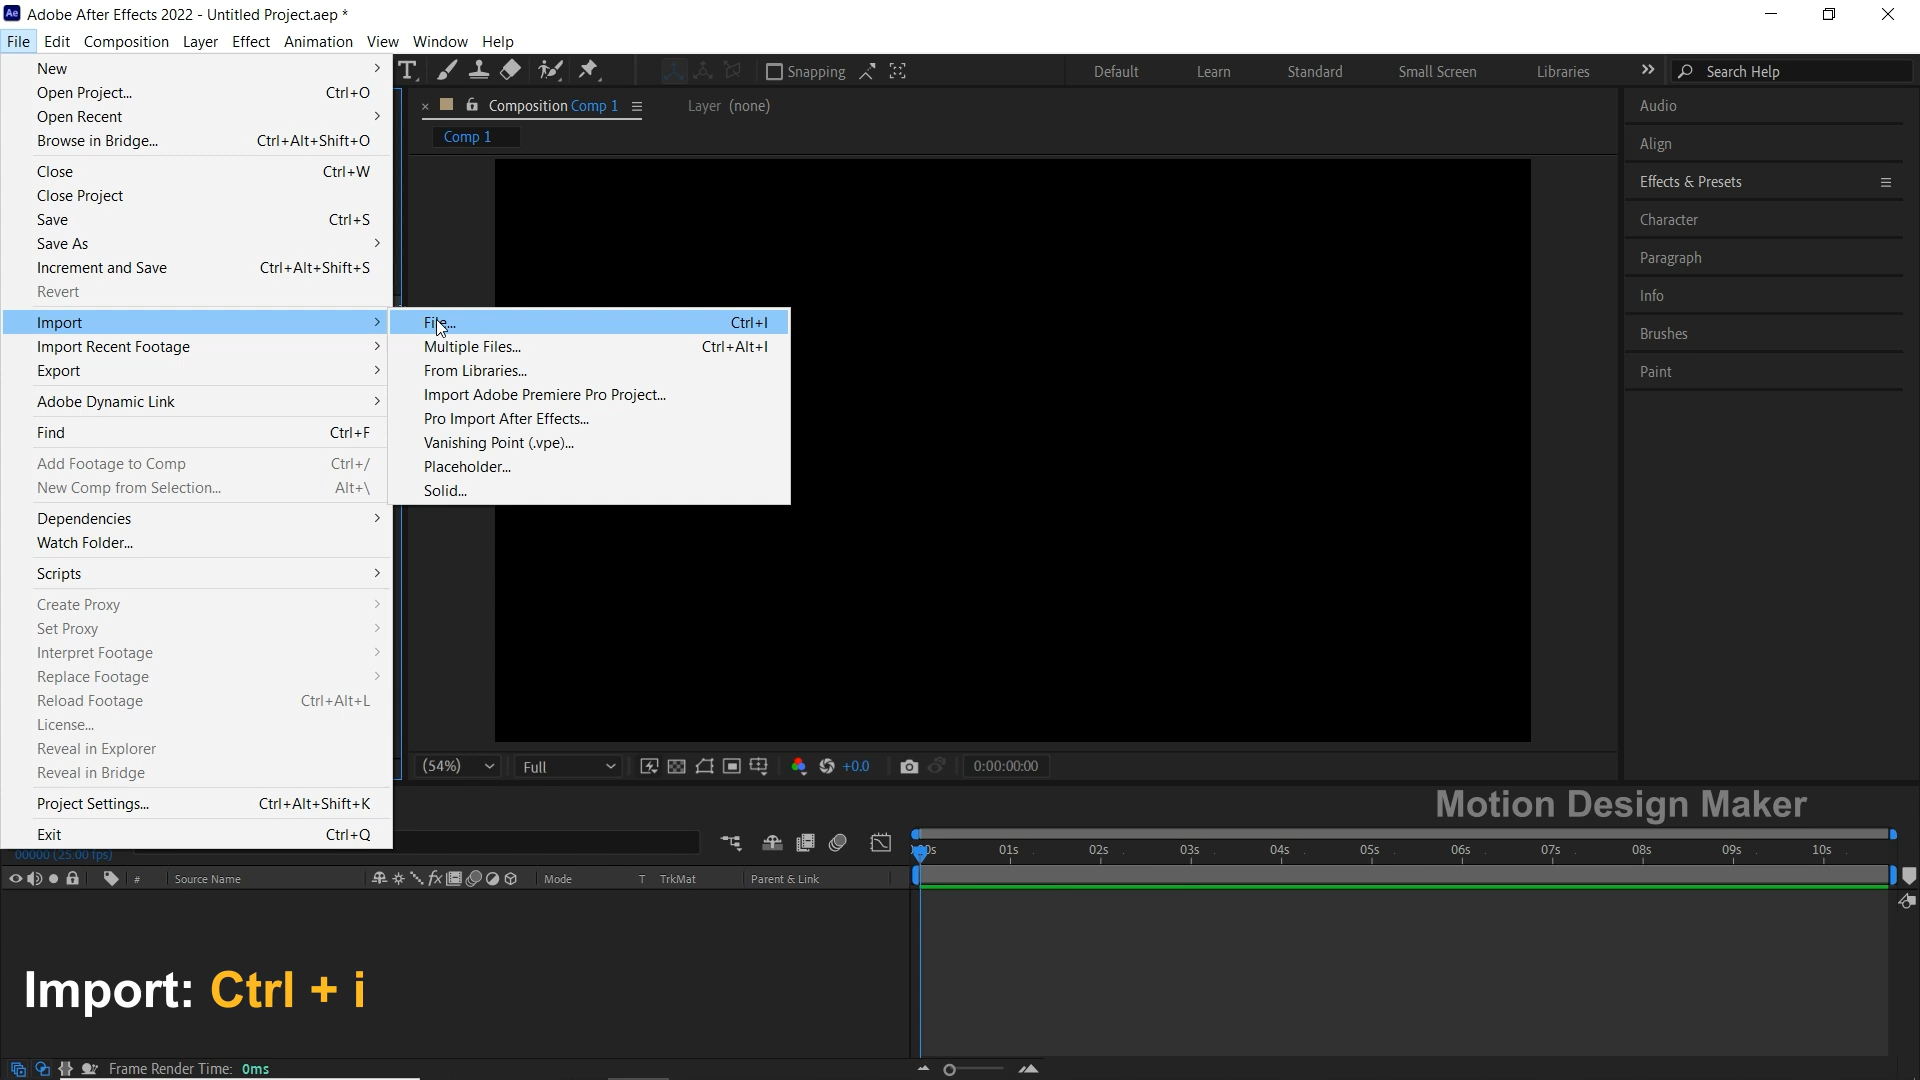 Ae Adobe After Effects 2022 - Untitled Project.aep *
File Edit Composition Layer Effect Animation View Window Help
New
Open Project... Ctrl+O
Open Recent
Browse in Bridge... Ctrl+Alt+Shift+O
Close Ctrl+W
Close Project
Save Ctrl+S
Save As
Increment and Save Ctrl+Alt+Shift+S
Revert
Import
Import Recent Footage
Export
Adobe Dynamic Link
Find Ctrl+F
Add Footage to Comp Ctrl+/
New Comp from Selection... Alt+\
Dependencies
Watch Folder...
Scripts
Create Proxy
Set Proxy
Interpret Footage
Replace Footage
Reload Footage Ctrl+Alt+L
License...
Reveal in Explorer
Reveal in Bridge
Project Settings... Ctrl+Alt+Shift+K
Exit Ctrl+Q
File... Ctrl+I
Multiple Files... Ctrl+Alt+I
From Libraries...
Import Adobe Premiere Pro Project...
Pro Import After Effects...
Vanishing Point (.vpe)...
Placeholder...
Solid...
Snapping Default Learn Standard Small Screen Libraries Search Help
Composition Comp 1 Layer (none)
Comp 1
Audio
Align
Effects & Presets
Character
Paragraph
Info
Brushes
Paint
(54%) Full +0.0 0:00:00:00
Motion Design Maker
00000 (25.00 fps)
01s 02s 03s 04s 05s 06s 07s 08s 09s 10s
# Source Name fx Mode T TrkMat Parent & Link
Import: Ctrl + i
Frame Render Time: 0ms